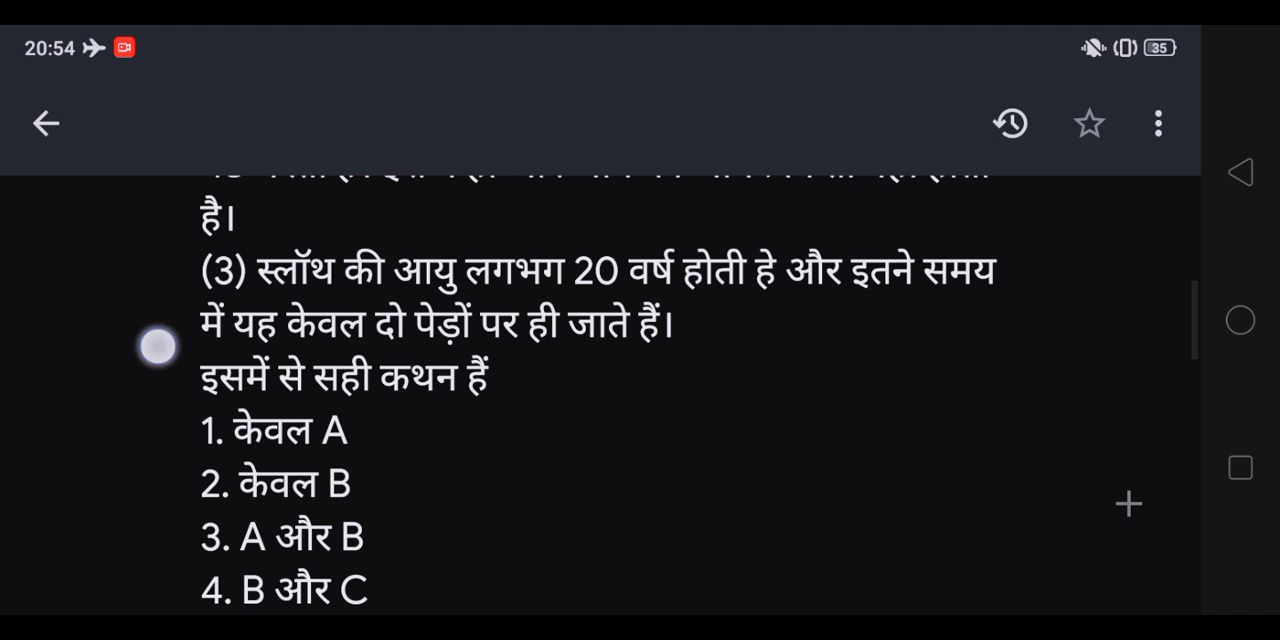 20:54
35
है।
(3) स्लॉथ की आयु लगभग 20 वर्ष होती हे और इतने समय
में यह केवल दो पेड़ों पर ही जाते हैं।
इसमें से सही कथन हैं
1. केवल A
2. केवल B
3. A और B
4. B और C